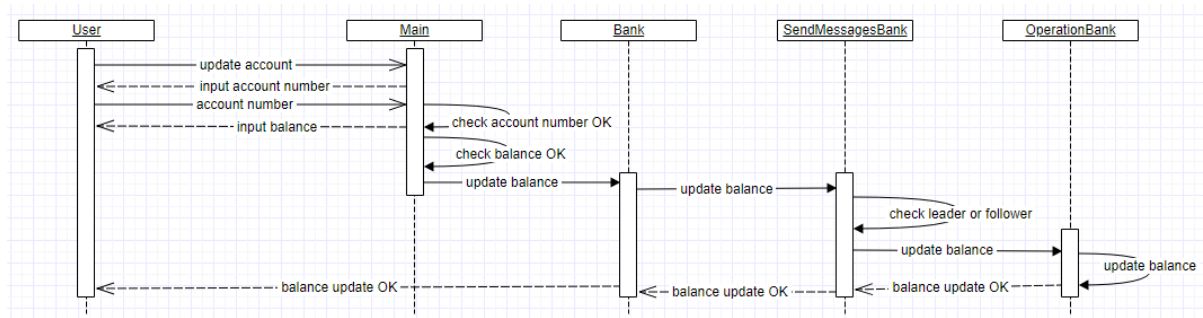 User
Main
Bank
SendMessagesBank
OperationBank
update account
input account number
account number
check account number OK
input balance
check balance OK
update balance
update balance
check leader or follower
update balance
update balance
balance update OK
balance update OK
balance update OK